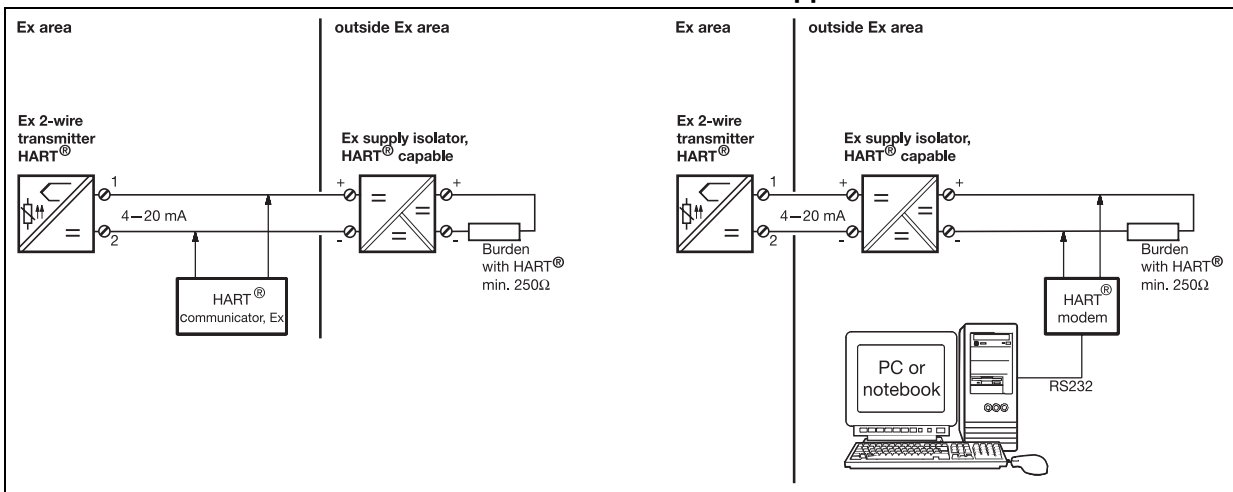 Ex area
outside Ex area
Ex 2-wire
transmitter
HART®
Ex supply isolator,
HART® capable
1
2
4–20 mA
+
-
+
-
Burden
with HART®
min. 250Ω
HART®
communicator, Ex
Ex area
outside Ex area
Ex 2-wire
transmitter
HART®
Ex supply isolator,
HART® capable
1
2
4–20 mA
+
-
+
-
Burden
with HART®
min. 250Ω
HART®
modem
PC or
notebook
RS232